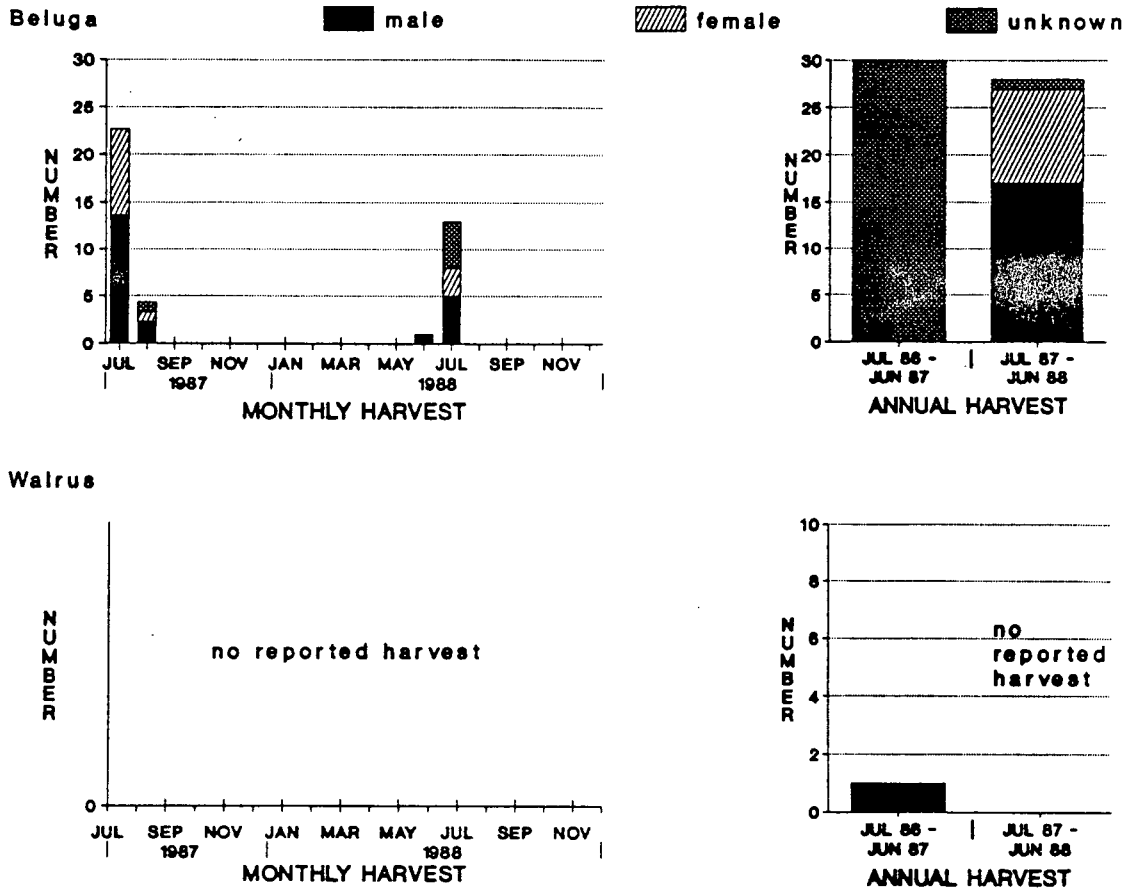 Beluga male female unknown
30
25
20
15
10
5
0
NUMBER
JUL SEP NOV JAN MAR MAY JUL SEP NOV
1987 1988
MONTHLY HARVEST
30
25
20
15
10
5
0
NUMBER
JUL 86 - JUL 87 -
JUN 87 JUN 88
ANNUAL HARVEST
Walrus
NUMBER
no reported harvest
0
JUL SEP NOV JAN MAR MAY JUL SEP NOV
1987 1988
MONTHLY HARVEST
10
8
6
4
2
0
NUMBER
no
reported
harvest
JUL 86 - JUL 87 -
JUN 87 JUN 88
ANNUAL HARVEST